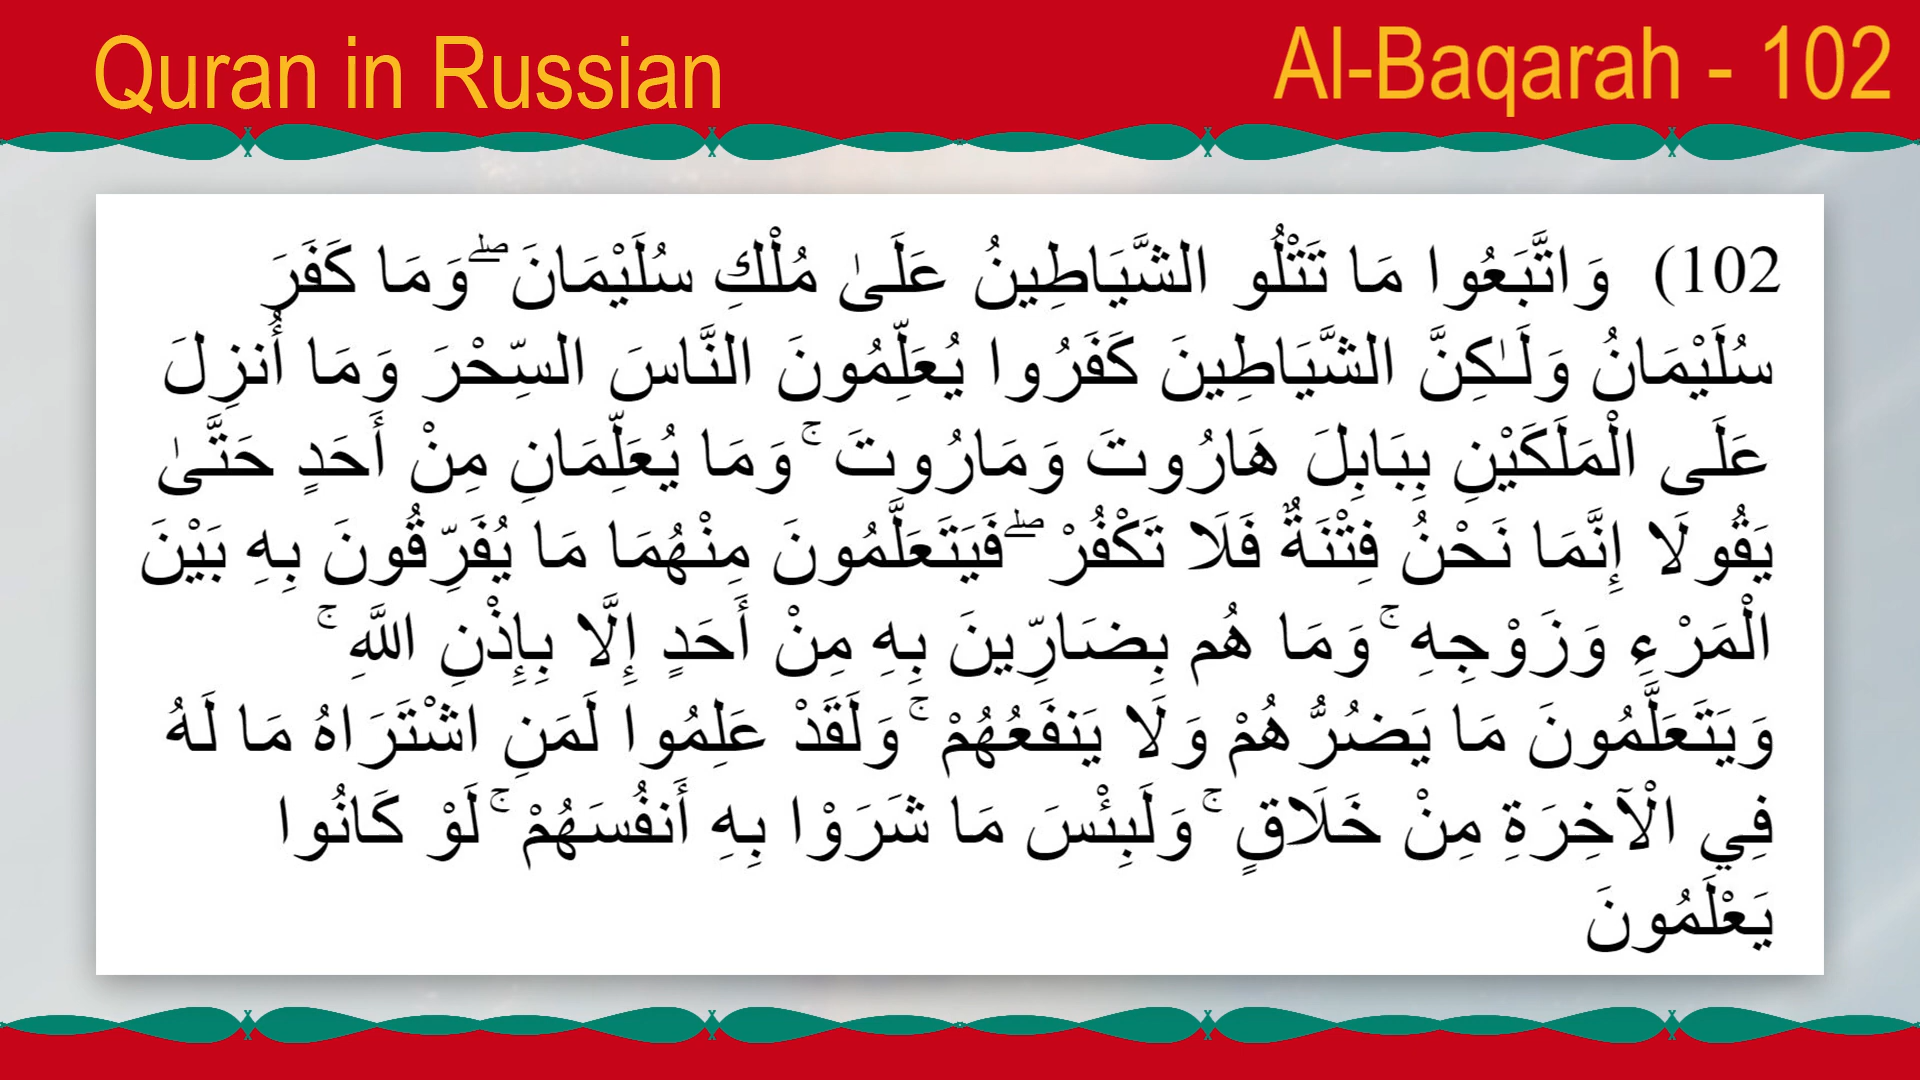 Quran in Russian
Al-Baqarah - 102
102) وَاتَّبَعُوا مَا تَتْلُو الشَّيَاطِينُ عَلَىٰ مُلْكِ سُلَيْمَانَ ۖ وَمَا كَفَرَ
سُلَيْمَانُ وَلَـٰكِنَّ الشَّيَاطِينَ كَفَرُوا يُعَلِّمُونَ النَّاسَ السِّحْرَ وَمَا أُنزِلَ
عَلَى الْمَلَكَيْنِ بِبَابِلَ هَارُوتَ وَمَارُوتَ ۚ وَمَا يُعَلِّمَانِ مِنْ أَحَدٍ حَتَّىٰ
يَقُولَا إِنَّمَا نَحْنُ فِتْنَةٌ فَلَا تَكْفُرْ ۖ فَيَتَعَلَّمُونَ مِنْهُمَا مَا يُفَرِّقُونَ بِهِ بَيْنَ
الْمَرْءِ وَزَوْجِهِ ۚ وَمَا هُم بِضَارِّينَ بِهِ مِنْ أَحَدٍ إِلَّا بِإِذْنِ اللَّهِ ۚ
وَيَتَعَلَّمُونَ مَا يَضُرُّهُمْ وَلَا يَنفَعُهُمْ ۚ وَلَقَدْ عَلِمُوا لَمَنِ اشْتَرَاهُ مَا لَهُ
فِي الْآخِرَةِ مِنْ خَلَاقٍ ۚ وَلَبِئْسَ مَا شَرَوْا بِهِ أَنفُسَهُمْ ۚ لَوْ كَانُوا
يَعْلَمُونَ